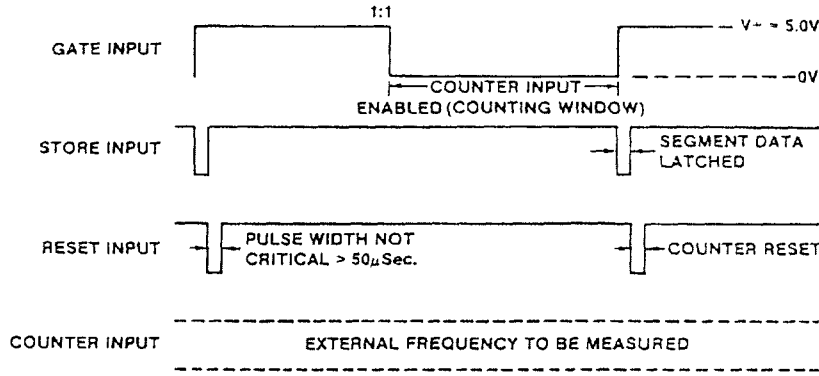 1:1
GATE INPUT
V+ = 5.0V
0V
COUNTER INPUT
ENABLED (COUNTING WINDOW)
STORE INPUT
SEGMENT DATA
LATCHED
RESET INPUT
PULSE WIDTH NOT
CRITICAL > 50μSec.
COUNTER RESET
COUNTER INPUT
EXTERNAL FREQUENCY TO BE MEASURED